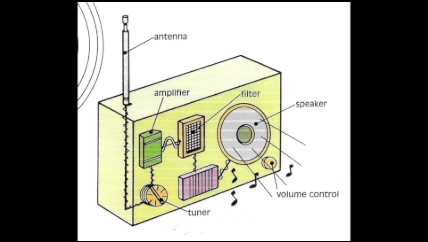 antenna
amplifier
filter
speaker
volume control
tuner